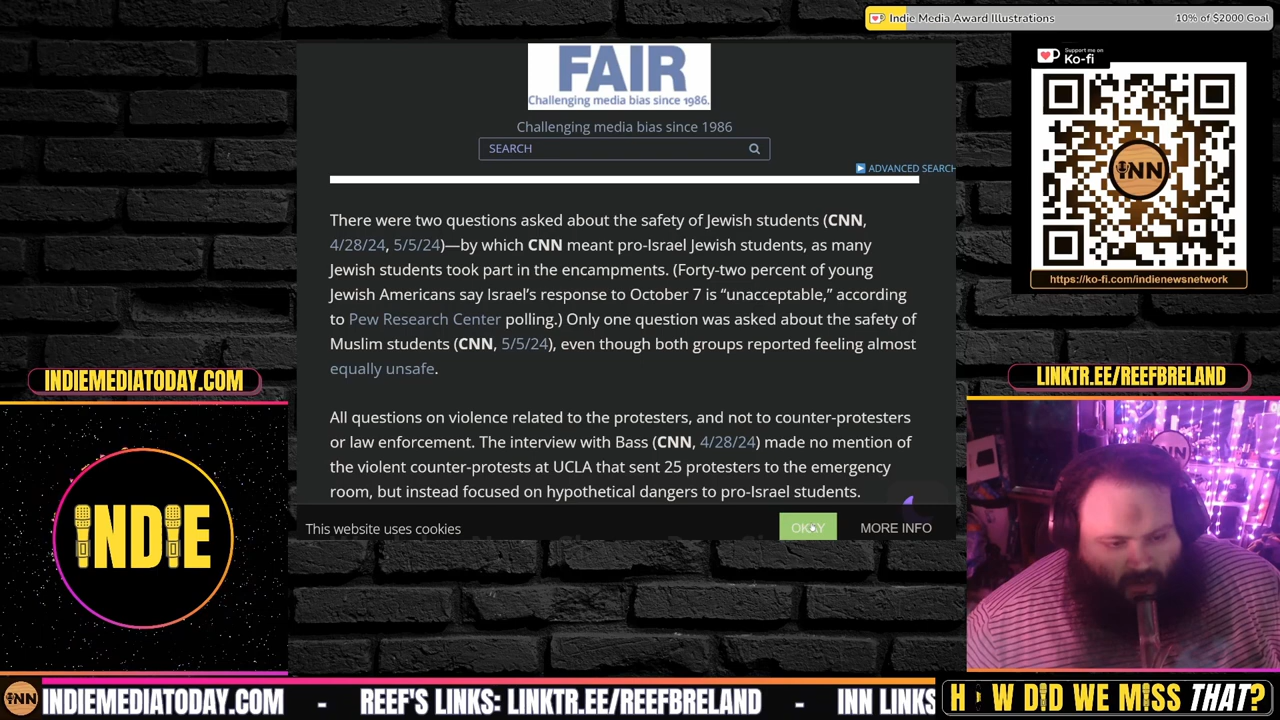 Indie Media Award Illustrations
10% of $2000 Goal
FAIR
Challenging media bias since 1986.
Challenging media bias since 1986
SEARCH
ADVANCED SEARCH
There were two questions asked about the safety of Jewish students (CNN,
4/28/24, 5/5/24)—by which CNN meant pro-Israel Jewish students, as many
Jewish students took part in the encampments. (Forty-two percent of young
Jewish Americans say Israel's response to October 7 is “unacceptable,” according
to Pew Research Center polling.) Only one question was asked about the safety of
Muslim students (CNN, 5/5/24), even though both groups reported feeling almost
equally unsafe.
All questions on violence related to the protesters, and not to counter-protesters
or law enforcement. The interview with Bass (CNN, 4/28/24) made no mention of
the violent counter-protests at UCLA that sent 25 protesters to the emergency
room, but instead focused on hypothetical dangers to pro-Israel students.
This website uses cookies
OKAY
MORE INFO
Support me on
Ko-fi
INN
https://ko-fi.com/indienewsnetwork
INDIEMEDIATODAY.COM
LINKTR.EE/REEFBRELAND
INDIE
INN
INN
INDIEMEDIATODAY.COM - REEF'S LINKS: LINKTR.EE/REEFBRELAND - INN LINKS
HOW DID WE MISS THAT?